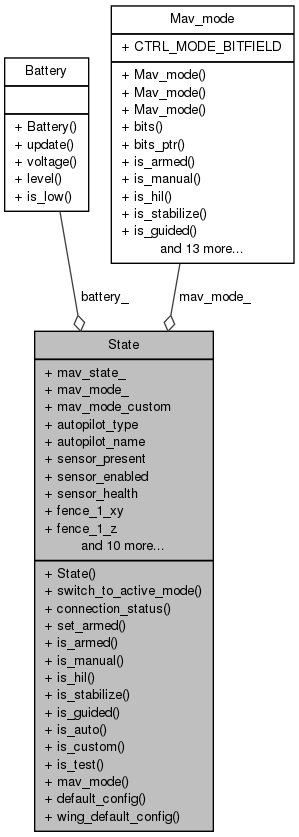 Mav_mode
+ CTRL_MODE_BITFIELD
+ Mav_mode()
+ Mav_mode()
+ Mav_mode()
+ bits()
+ bits_ptr()
+ is_armed()
+ is_manual()
+ is_hil()
+ is_stabilize()
+ is_guided()
and 13 more...
Battery
+ Battery()
+ update()
+ voltage()
+ level()
+ is_low()
battery_
mav_mode_
State
+ mav_state_
+ mav_mode_
+ mav_mode_custom
+ autopilot_type
+ autopilot_name
+ sensor_present
+ sensor_enabled
+ sensor_health
+ fence_1_xy
+ fence_1_z
and 10 more...
+ State()
+ switch_to_active_mode()
+ connection_status()
+ set_armed()
+ is_armed()
+ is_manual()
+ is_hil()
+ is_stabilize()
+ is_guided()
+ is_auto()
+ is_custom()
+ is_test()
+ mav_mode()
+ default_config()
+ wing_default_config()